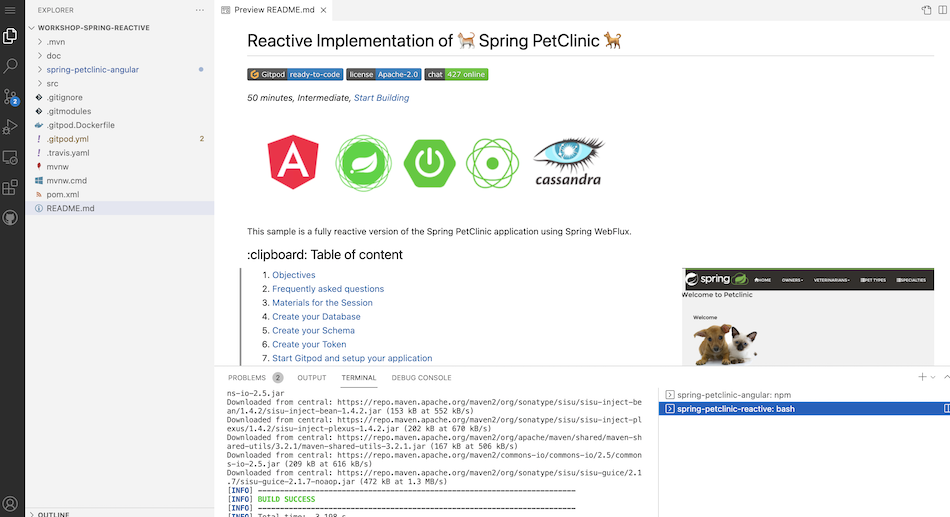 EXPLORER
WORKSHOP-SPRING-REACTIVE
.mvn
doc
spring-petclinic-angular
src
.gitignore
.gitmodules
.gitpod.Dockerfile
.gitpod.yml 2
.travis.yaml
mvnw
mvnw.cmd
pom.xml
README.md
OUTLINE
2
Preview README.md
Reactive Implementation of Spring PetClinic
Gitpod ready-to-code license Apache-2.0 chat 427 online
50 minutes, Intermediate, Start Building
A
cassandra
This sample is a fully reactive version of the Spring PetClinic application using Spring WebFlux.
:clipboard: Table of content
1. Objectives
2. Frequently asked questions
3. Materials for the Session
4. Create your Database
5. Create your Schema
6. Create your Token
7. Start Gitpod and setup your application
spring HOME OWNERS VETERINARIANS PET TYPES SPECIALTIES
Welcome to Petclinic
Welcome
PROBLEMS 2 OUTPUT TERMINAL DEBUG CONSOLE
ns-io-2.5.jar
Downloaded from central: https://repo.maven.apache.org/maven2/org/sonatype/sisu/sisu-inject-be
an/1.4.2/sisu-inject-bean-1.4.2.jar (153 kB at 552 kB/s)
Downloaded from central: https://repo.maven.apache.org/maven2/org/sonatype/sisu/sisu-inject-pl
exus/1.4.2/sisu-inject-plexus-1.4.2.jar (202 kB at 670 kB/s)
Downloaded from central: https://repo.maven.apache.org/maven2/org/apache/maven/shared/maven-sh
ared-utils/3.2.1/maven-shared-utils-3.2.1.jar (167 kB at 506 kB/s)
Downloaded from central: https://repo.maven.apache.org/maven2/commons-io/commons-io/2.5/common
s-io-2.5.jar (209 kB at 616 kB/s)
Downloaded from central: https://repo.maven.apache.org/maven2/org/sonatype/sisu/sisu-guice/2.1
.7/sisu-guice-2.1.7-noaop.jar (472 kB at 1.3 MB/s)
[INFO] ------------------------------------------------------------------------
[INFO] BUILD SUCCESS
[INFO] ------------------------------------------------------------------------
[INFO] Total time: 3.198 s
spring-petclinic-angular: npm
spring-petclinic-reactive: bash